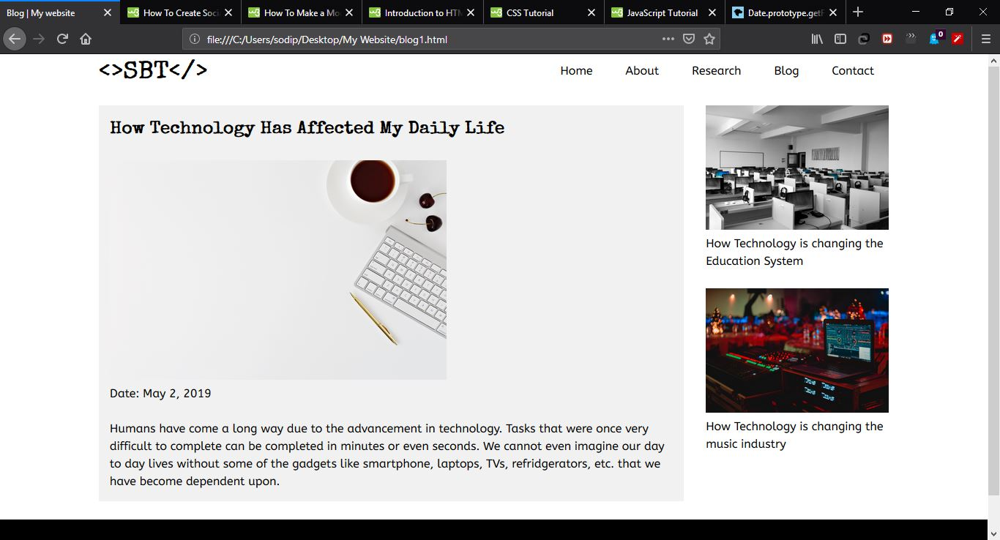 Blog | My website
How To Create Soci
How To Make a Mo
Introduction to HTM
CSS Tutorial
JavaScript Tutorial
Date.prototype.getF
file:///C:/Users/sodip/Desktop/My Website/blog1.html
0
<>SBT</>
Home About Research Blog Contact
How Technology Has Affected My Daily Life
Date: May 2, 2019
Humans have come a long way due to the advancement in technology. Tasks that were once very
difficult to complete can be completed in minutes or even seconds. We cannot even imagine our day
to day lives without some of the gadgets like smartphone, laptops, TVs, refridgerators, etc. that we
have become dependent upon.
How Technology is changing the
Education System
How Technology is changing the
music industry